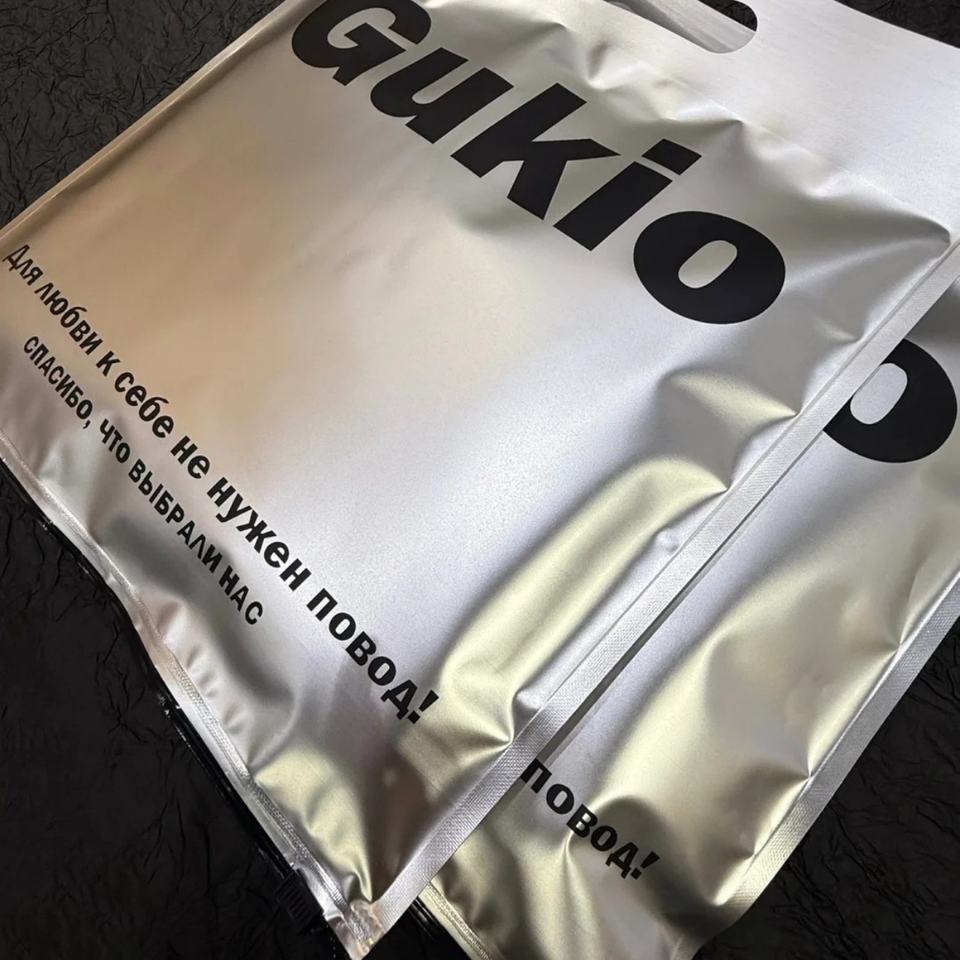 Gukio
Для любви к себе не нужен повод!
СПАСИБО, ЧТО ВЫБРАЛИ НАС
o
повод!